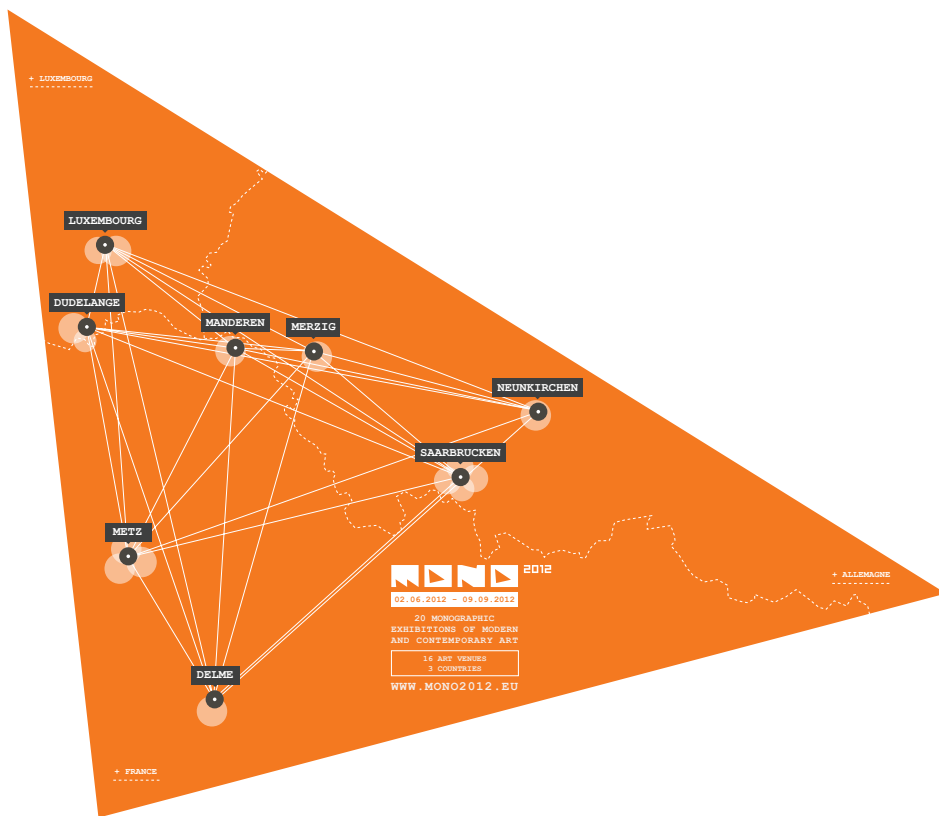 + LUXEMBOURG
LUXEMBOURG
DUDELANGE
MANDEREN
MERZIG
NEUNKIRCHEN
SAARBRUCKEN
METZ
MONO 2012
+ ALLEMAGNE
02.06.2012 - 09.09.2012
20 MONOGRAPHIC
EXHIBITIONS OF MODERN
AND CONTEMPORARY ART
16 ART VENUES
3 COUNTRIES
DELME
WWW.MONO2012.EU
+ FRANCE